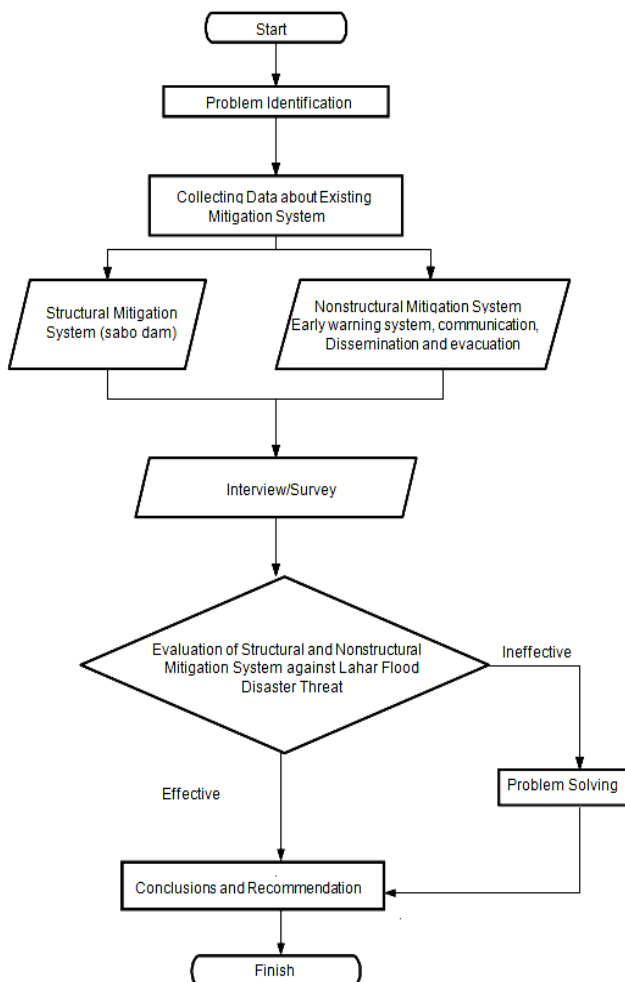 Start
Problem Identification
Collecting Data about Existing
Mitigation System
Structural Mitigation
System (sabo dam)
Nonstructural Mitigation System
Early warning system, communication,
Dissemination and evacuation
Interview/Survey
Evaluation of Structural and Nonstructural
Mitigation System against Lahar Flood
Disaster Threat
Ineffective
Problem Solving
Effective
Conclusions and Recommendation
Finish